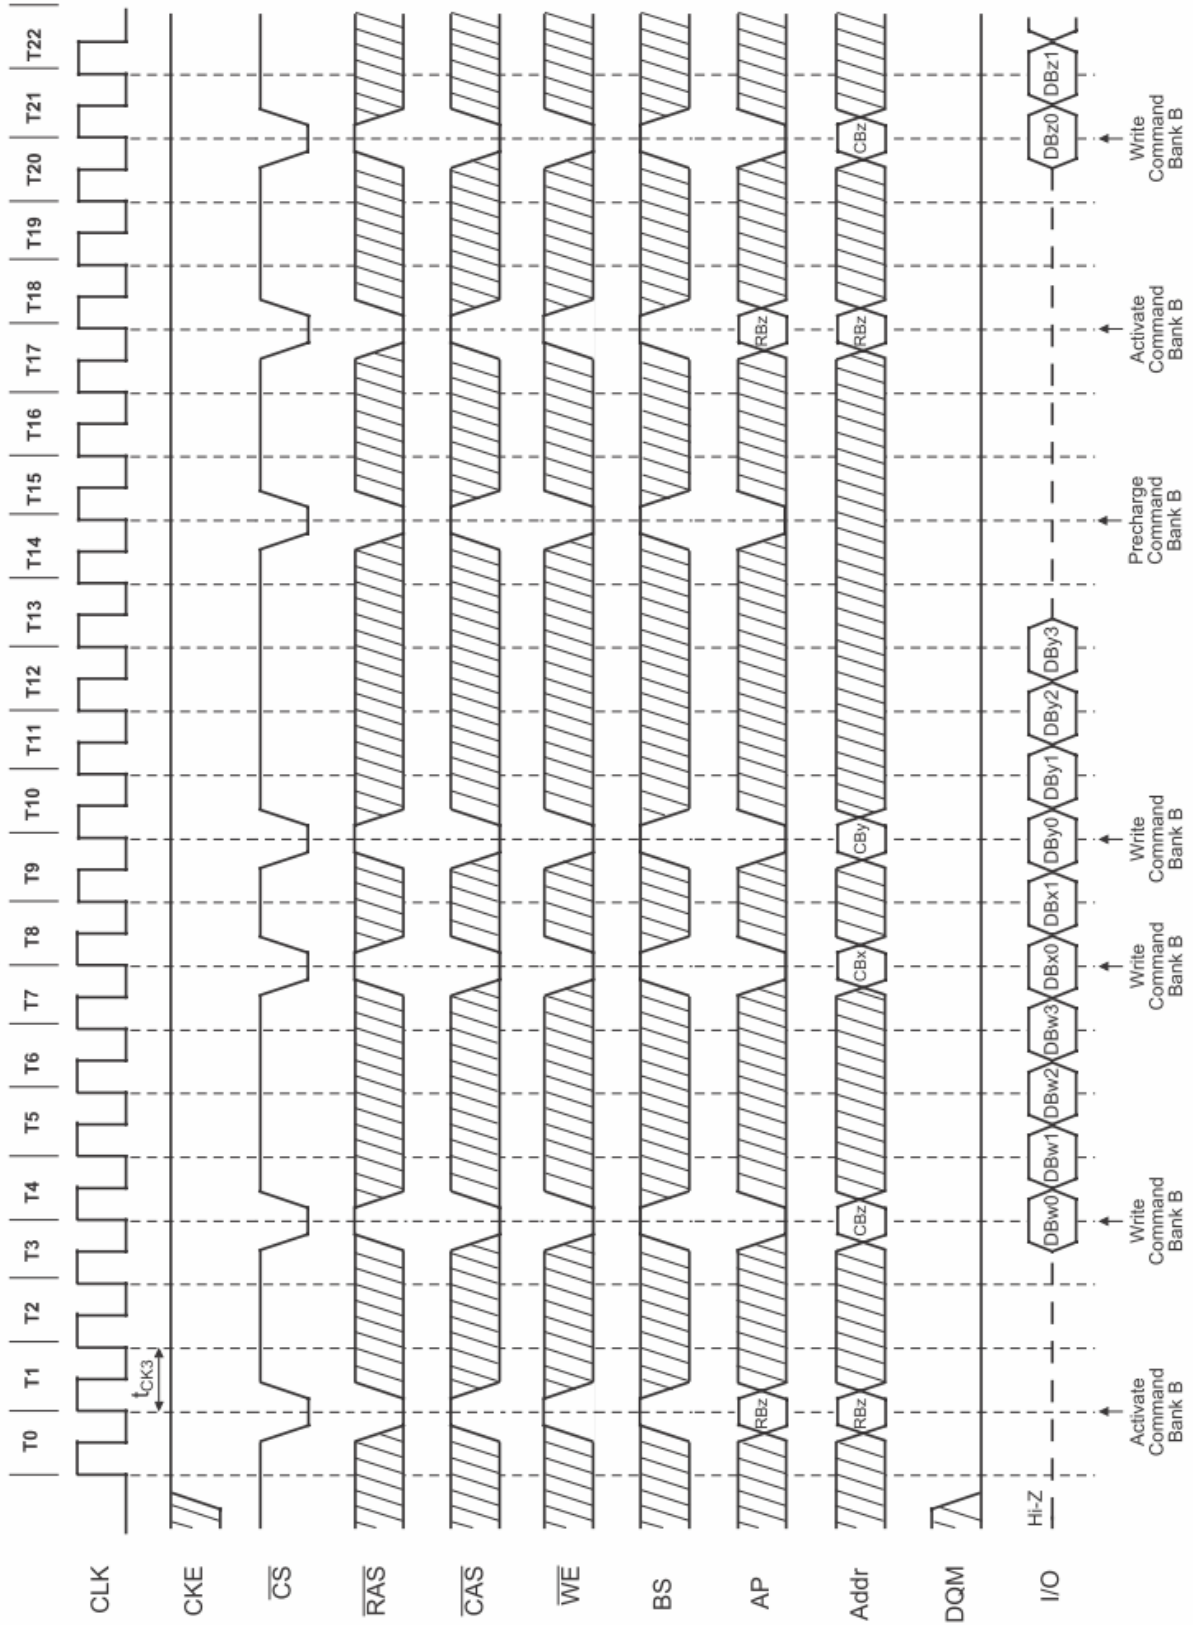 T0 T1 T2 T3 T4 T5 T6 T7 T8 T9 T10 T11 T12 T13 T14 T15 T16 T17 T18 T19 T20 T21 T22
CLK
tCK3
CKE
CS
RAS
CAS
WE
BS
AP RBz RBz
Addr RBz CBz CBx CBy RBz CBz
DQM
I/O Hi-Z DBw0 DBw1 DBw2 DBw3 DBx0 DBx1 DBy0 DBy1 DBy2 DBy3 DBz0 DBz1
Activate
Command
Bank B
Write
Command
Bank B
Write
Command
Bank B
Write
Command
Bank B
Precharge
Command
Bank B
Activate
Command
Bank B
Write
Command
Bank B